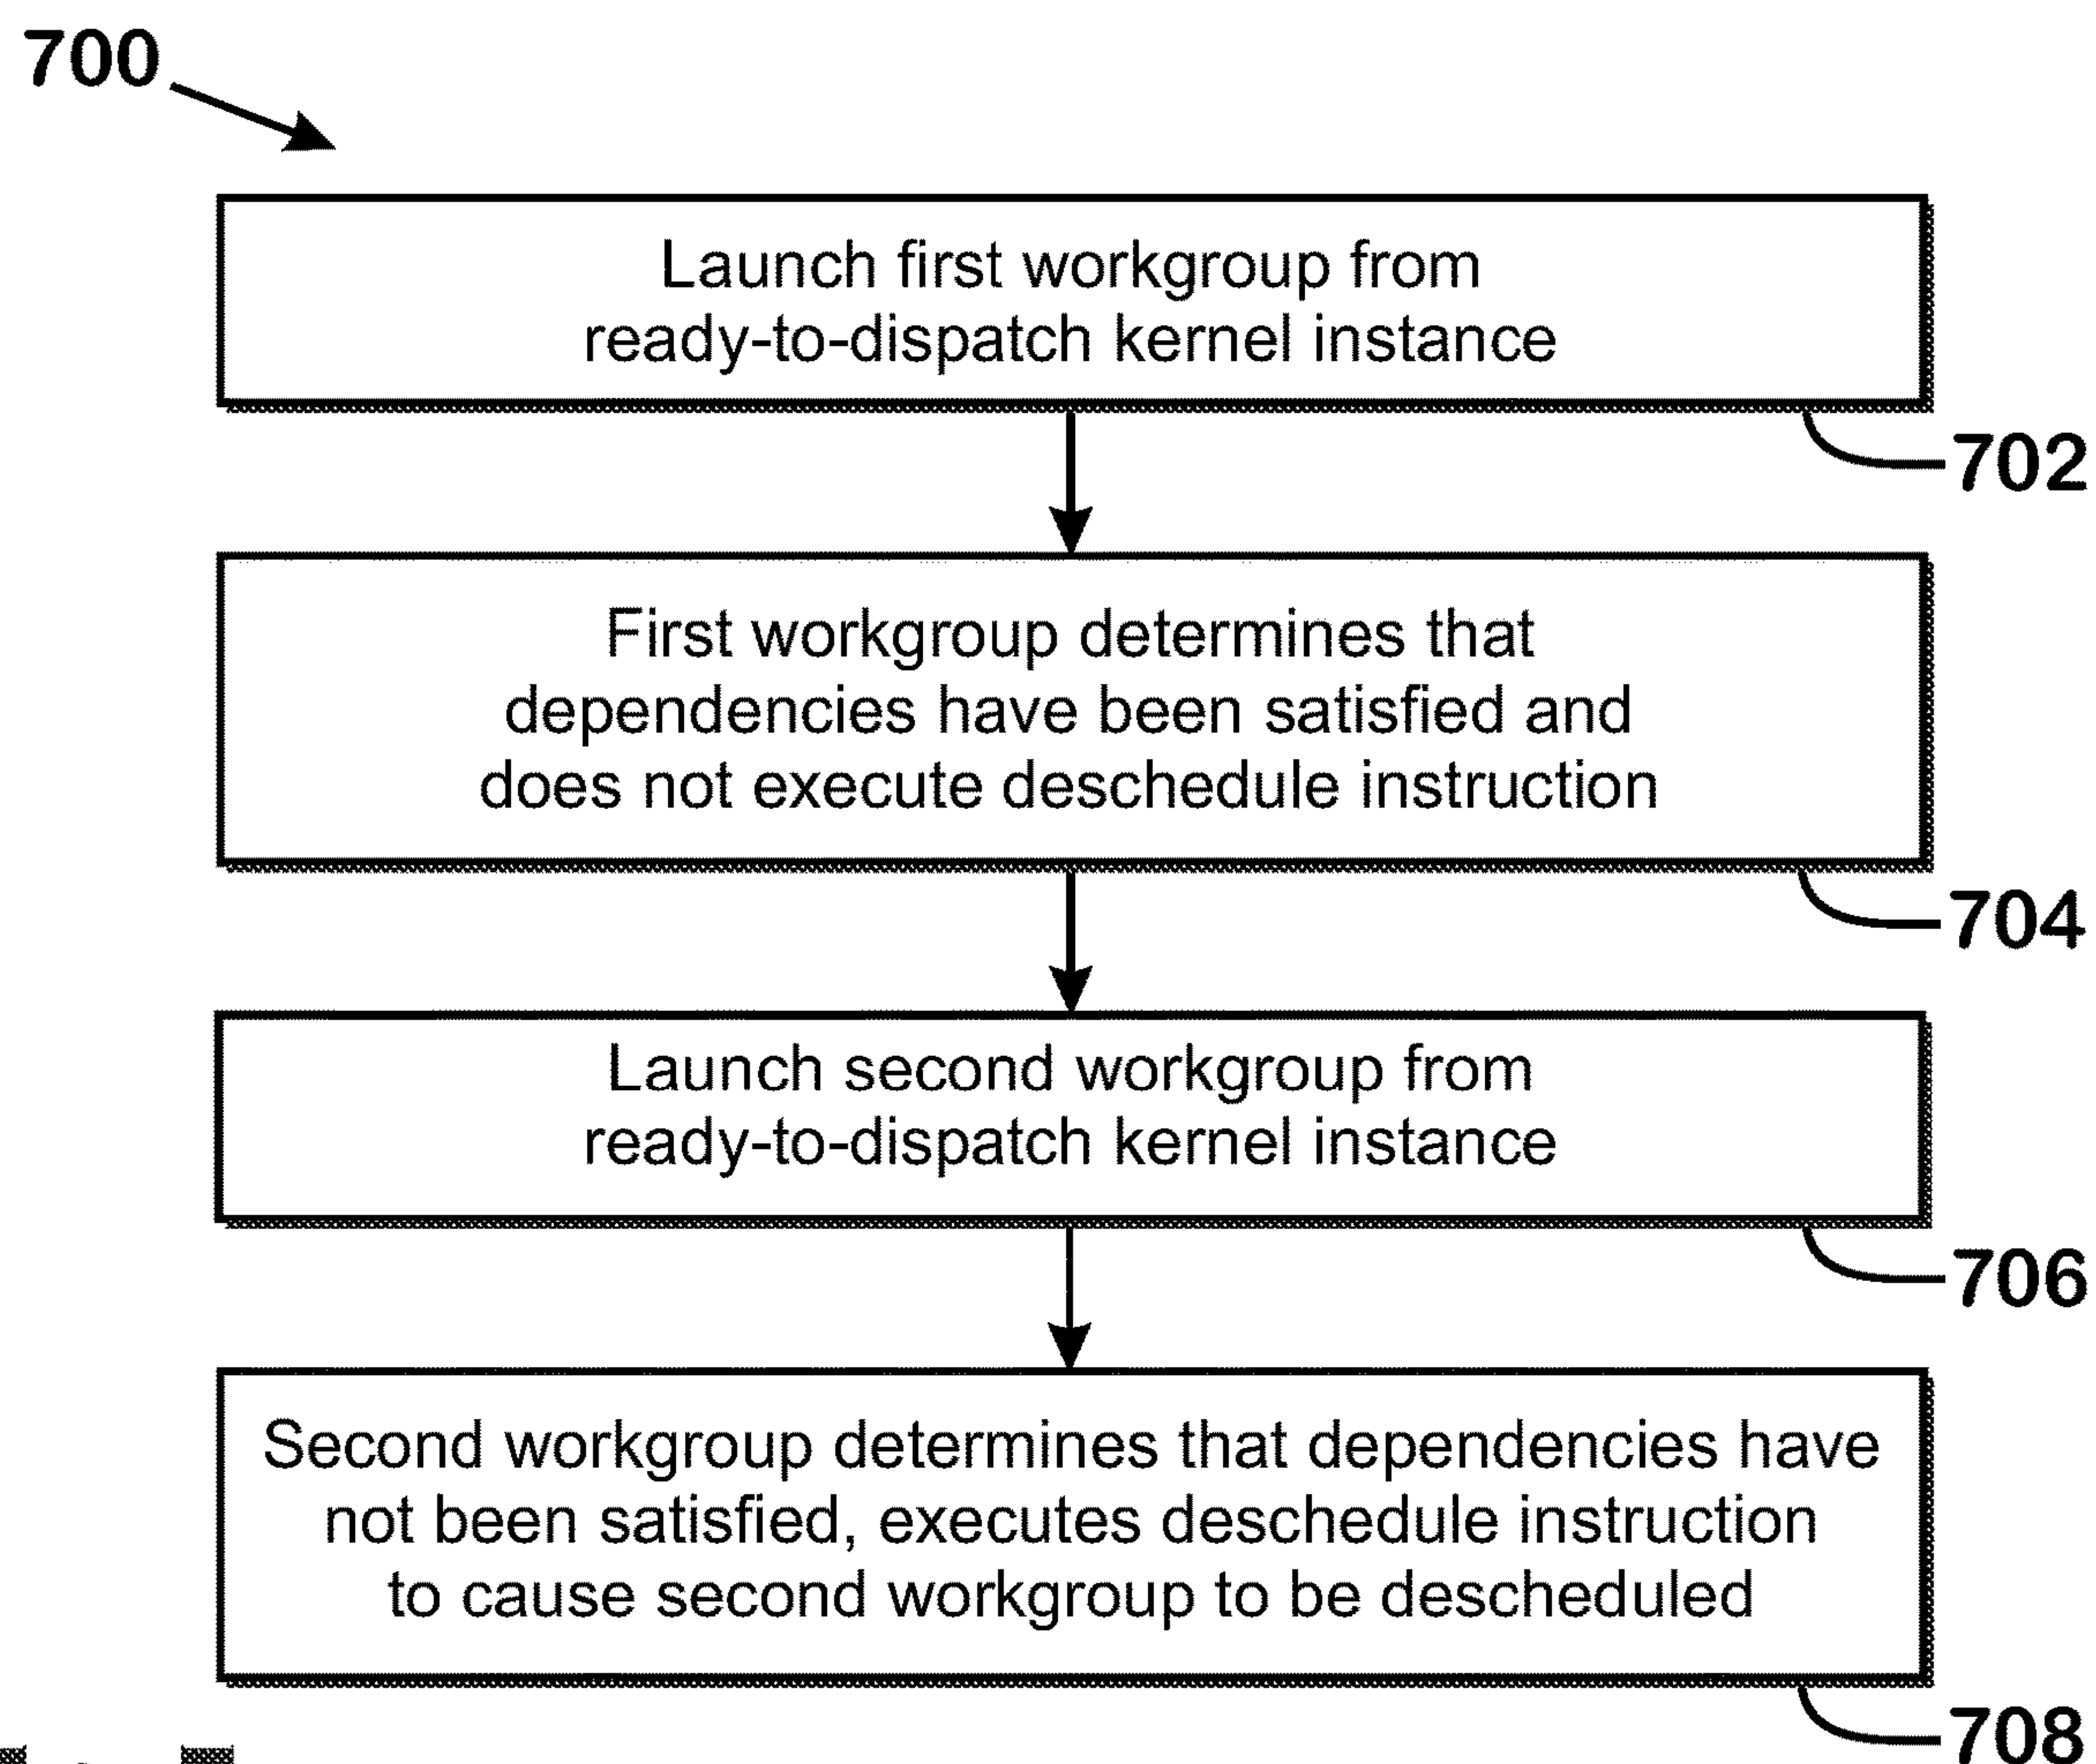 700
Launch first workgroup from
ready-to-dispatch kernel instance
702
First workgroup determines that
dependencies have been satisfied and
does not execute deschedule instruction
704
Launch second workgroup from
ready-to-dispatch kernel instance
706
Second workgroup determines that dependencies have
not been satisfied, executes deschedule instruction
to cause second workgroup to be descheduled
708